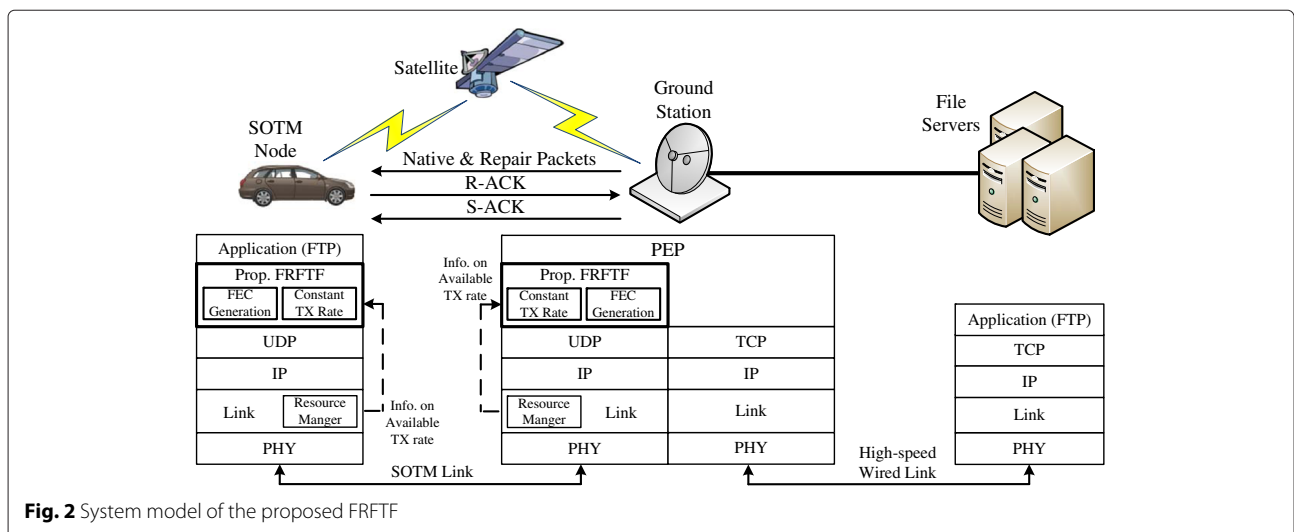 Satellite
SOTM
Node
Ground
Station
File
Servers
Native & Repair Packets
R-ACK
S-ACK
Application (FTP)
Prop. FRFTF
FEC
Generation
Constant
TX Rate
UDP
IP
Link
Resource
Manger
PHY
Info. on
Available
TX rate
Info. on
Available
TX rate
PEP
Prop. FRFTF
Constant
TX Rate
FEC
Generation
UDP
IP
Resource
Manger
Link
PHY
TCP
IP
Link
PHY
Application (FTP)
TCP
IP
Link
PHY
SOTM Link
High-speed
Wired Link
Fig. 2 System model of the proposed FRFTF